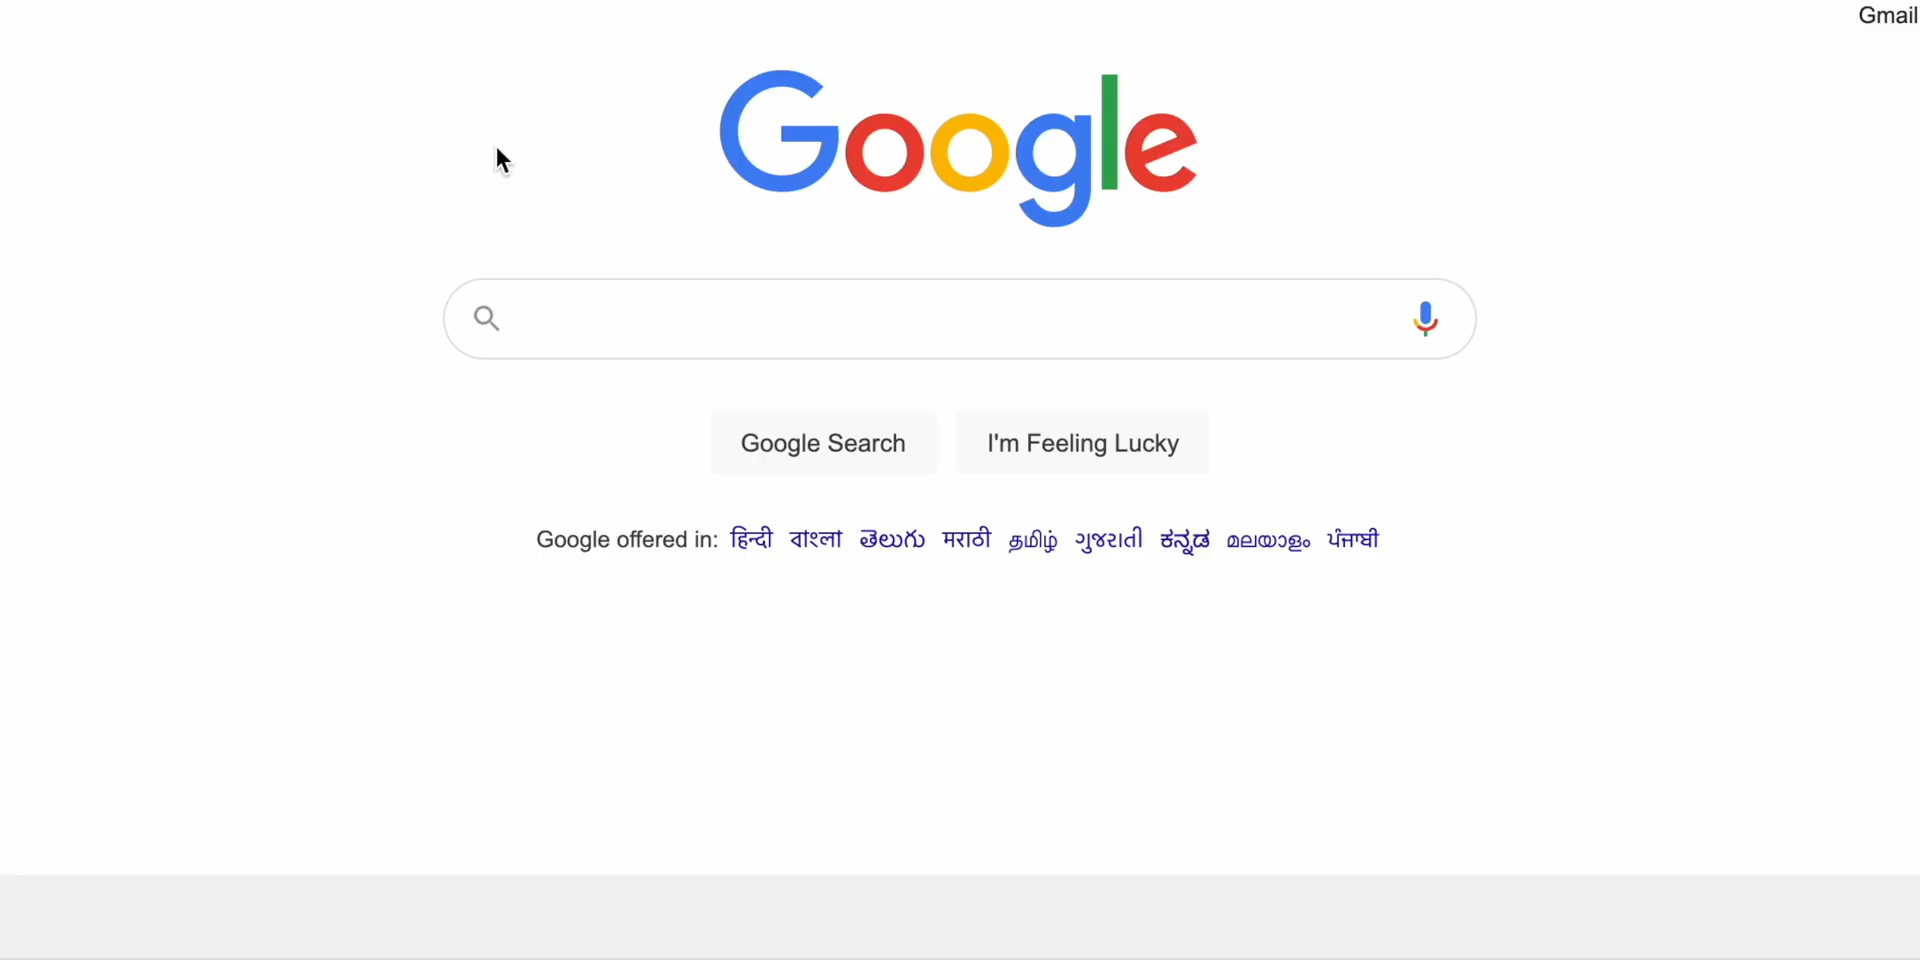 Gmail
Google
Google Search I'm Feeling Lucky
Google offered in: हिन्दी বাংলা తెలుగు मराठी தமிழ் ગુજરાતી ಕನ್ನಡ മലയാളം ਪੰਜਾਬੀ